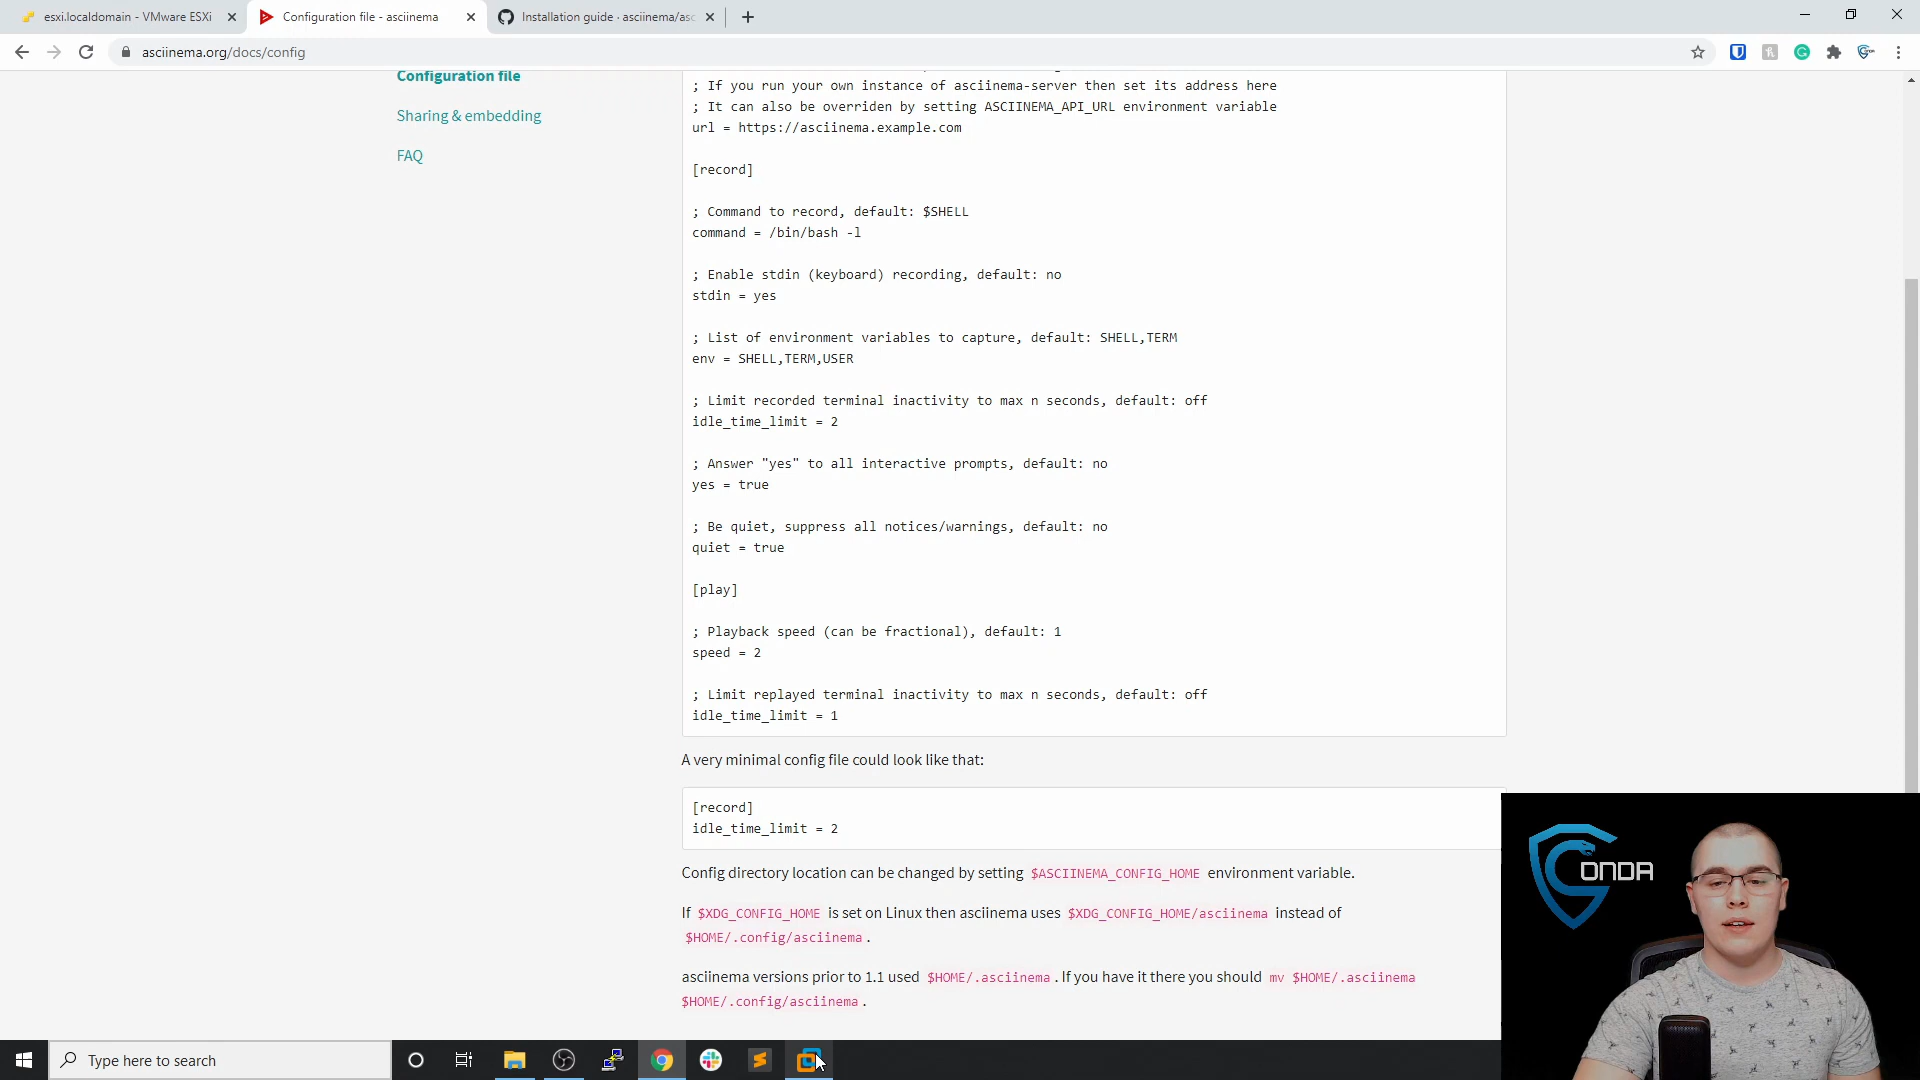 esxi.localdomain - VMware ESXi
Configuration file - asciinema
Installation guide · asciinema/asc
asciinema.org/docs/config
Configuration file
Sharing & embedding
FAQ
; If you run your own instance of asciinema-server then set its address here
; It can also be overriden by setting ASCIINEMA_API_URL environment variable
url = https://asciinema.example.com
[record]
; Command to record, default: $SHELL
command = /bin/bash -l
; Enable stdin (keyboard) recording, default: no
stdin = yes
; List of environment variables to capture, default: SHELL,TERM
env = SHELL,TERM,USER
; Limit recorded terminal inactivity to max n seconds, default: off
idle_time_limit = 2
; Answer "yes" to all interactive prompts, default: no
yes = true
; Be quiet, suppress all notices/warnings, default: no
quiet = true
[play]
; Playback speed (can be fractional), default: 1
speed = 2
; Limit replayed terminal inactivity to max n seconds, default: off
idle_time_limit = 1
A very minimal config file could look like that:
[record]
idle_time_limit = 2
Config directory location can be changed by setting $ASCIINEMA_CONFIG_HOME environment variable.
If $XDG_CONFIG_HOME is set on Linux then asciinema uses $XDG_CONFIG_HOME/asciinema instead of
$HOME/.config/asciinema.
asciinema versions prior to 1.1 used $HOME/.asciinema. If you have it there you should mv $HOME/.asciinema
$HOME/.config/asciinema.
CONDA
Type here to search